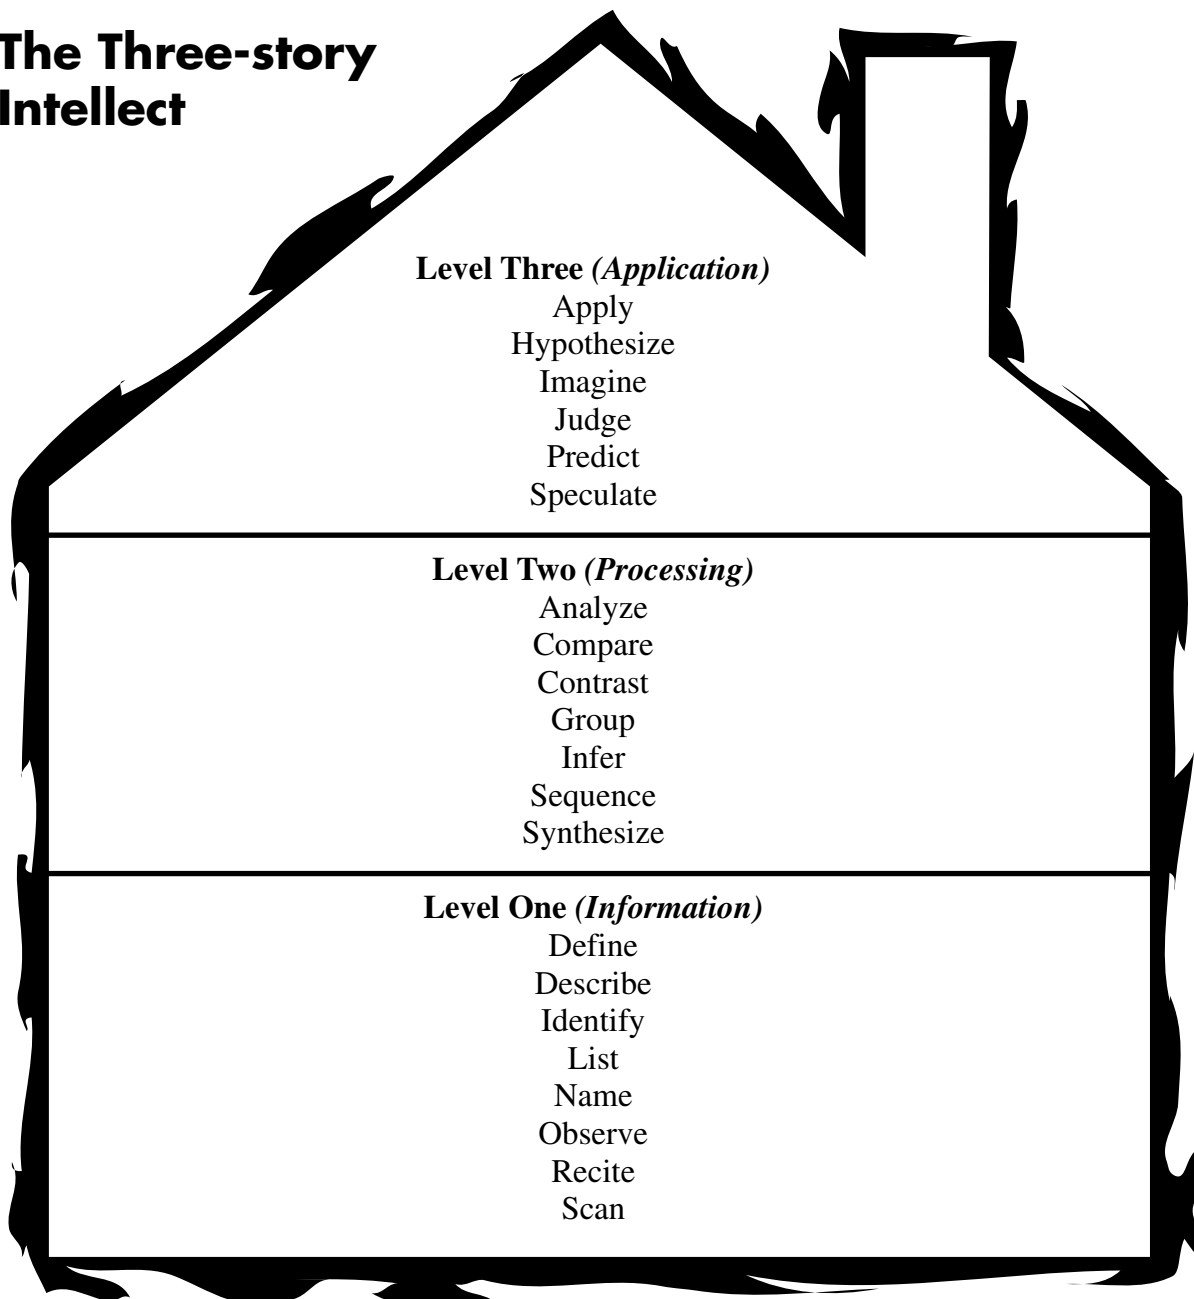 The Three-story
Intellect
Level Three (Application)
Apply
Hypothesize
Imagine
Judge
Predict
Speculate
Level Two (Processing)
Analyze
Compare
Contrast
Group
Infer
Sequence
Synthesize
Level One (Information)
Define
Describe
Identify
List
Name
Observe
Recite
Scan